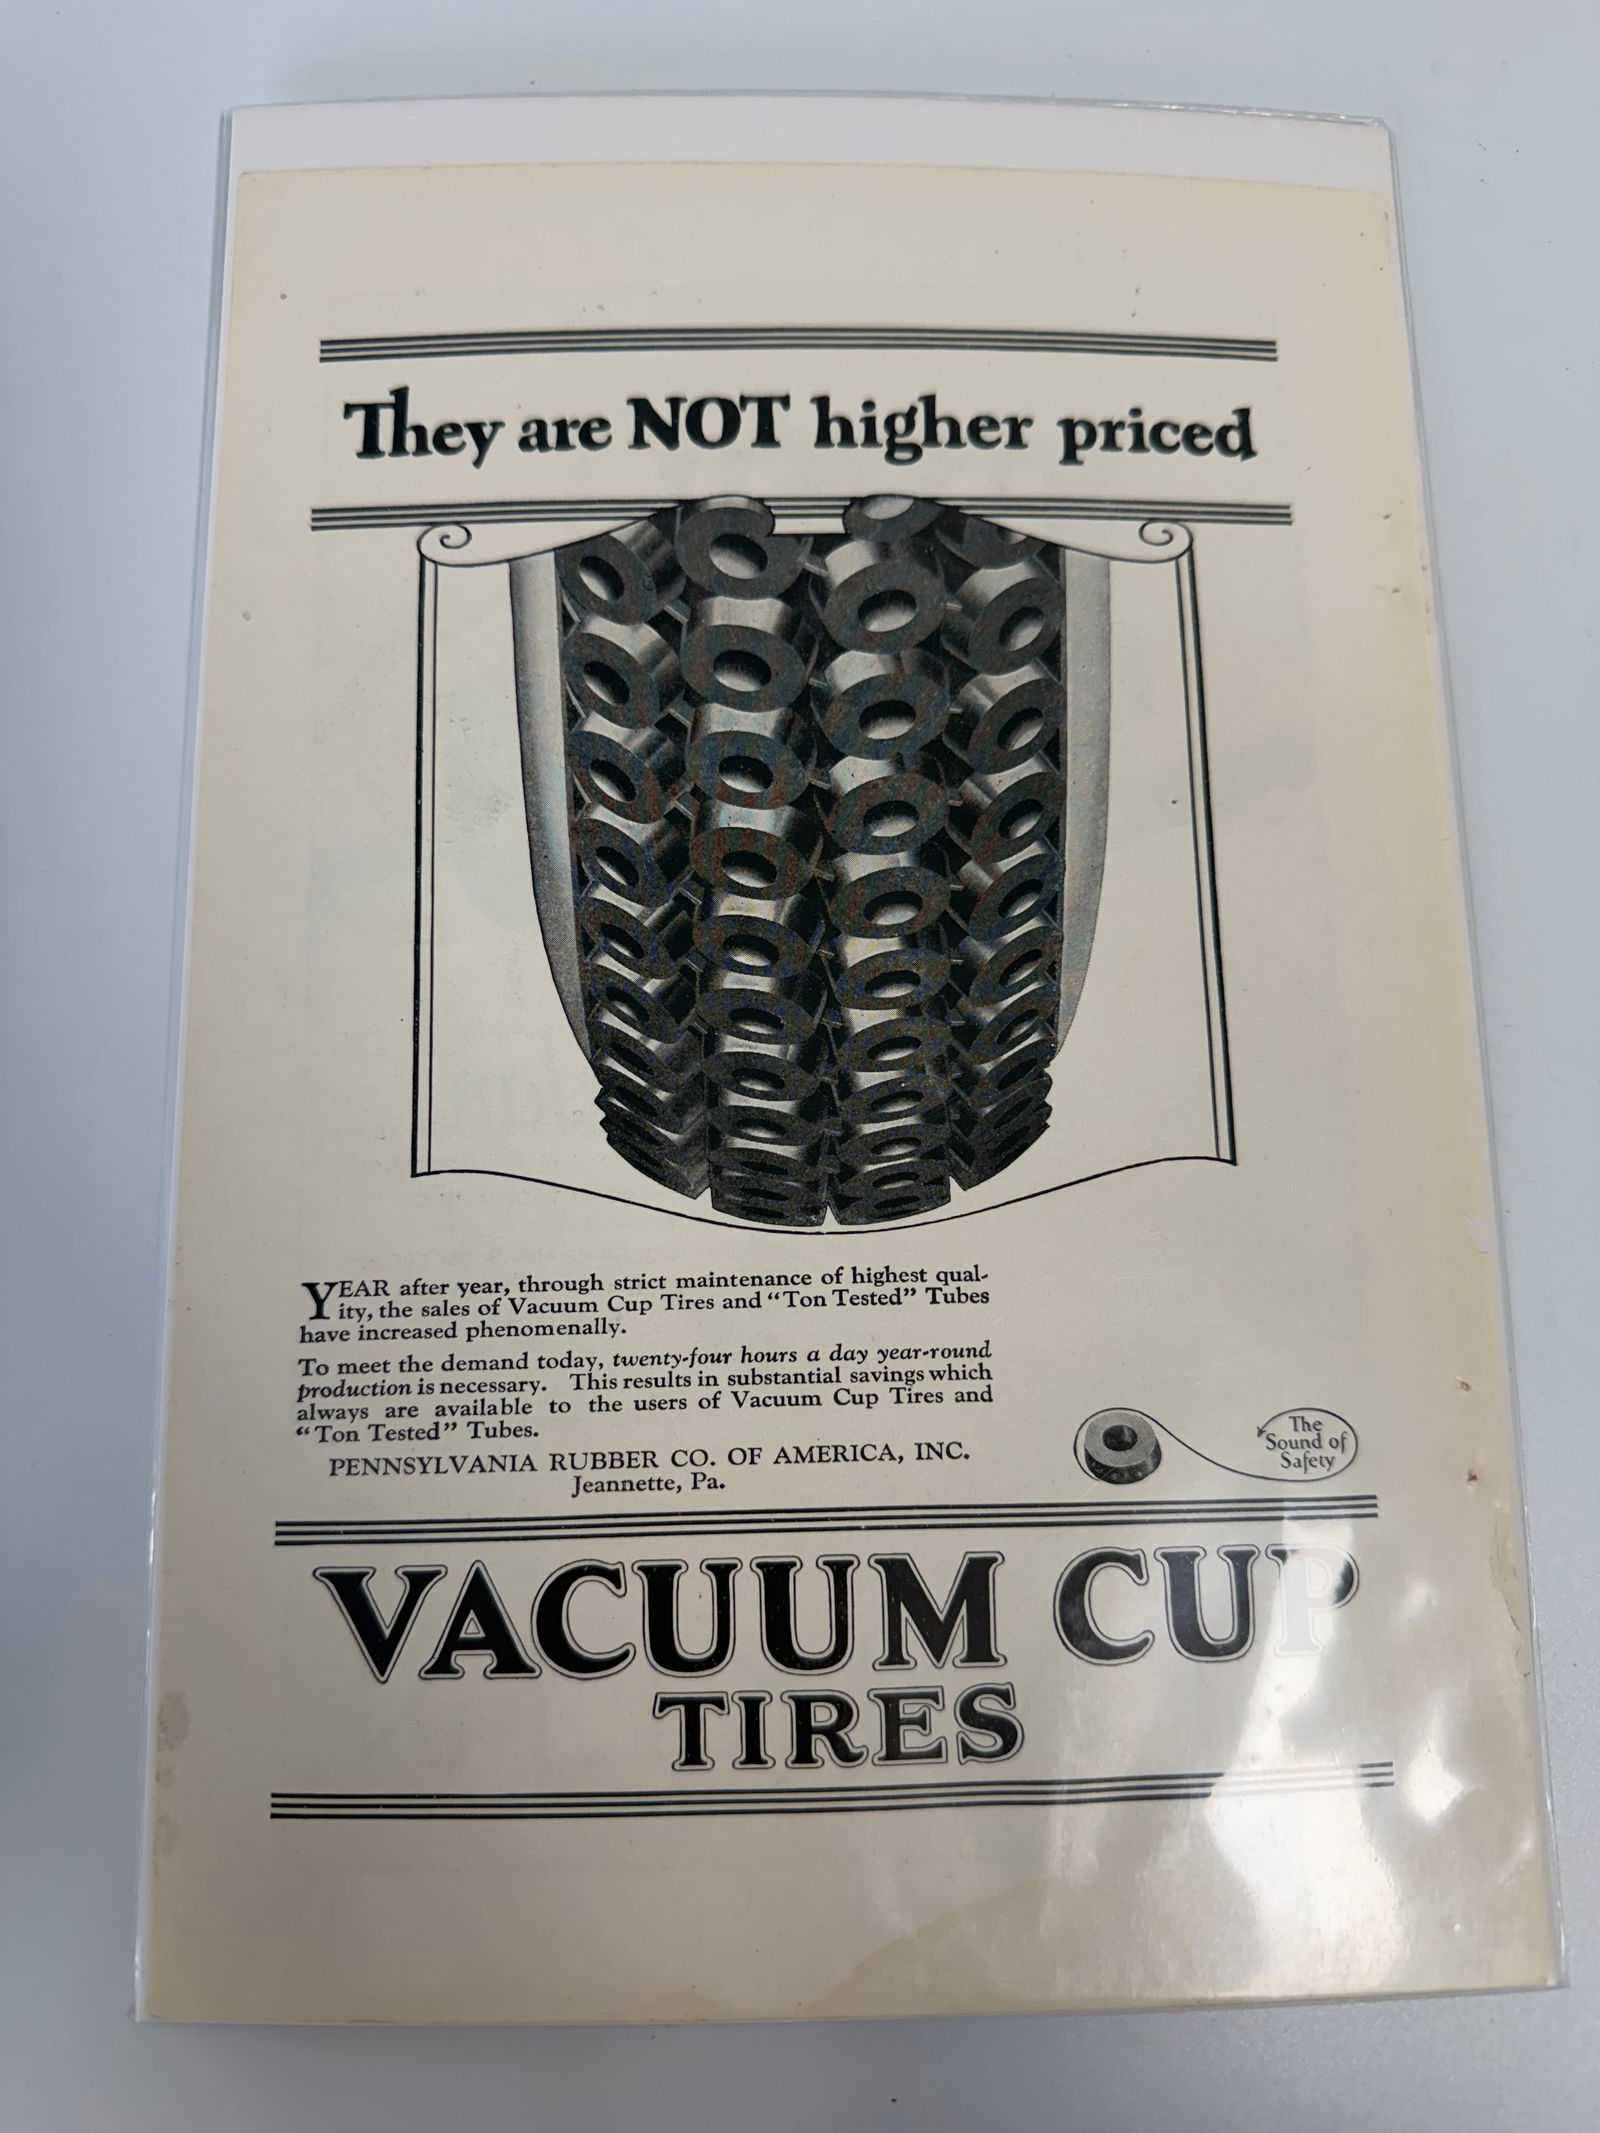 They are NOT higher priced
YEAR after year, through strict maintenance of highest qual-
ity, the sales of Vacuum Cup Tires and “Ton Tested” Tubes
have increased phenomenally.
To meet the demand today, twenty-four hours a day year-round
production is necessary. This results in substantial savings which
always are available to the users of Vacuum Cup Tires and
“Ton Tested” Tubes.
PENNSYLVANIA RUBBER CO. OF AMERICA, INC.
Jeannette, Pa.
The
Sound of
Safety
VACUUM CUP
TIRES